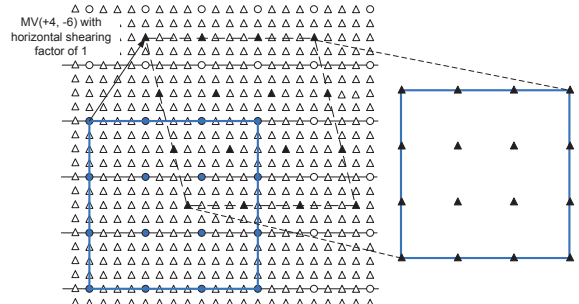 MV(+4, -6) with
horizontal shearing
factor of 1